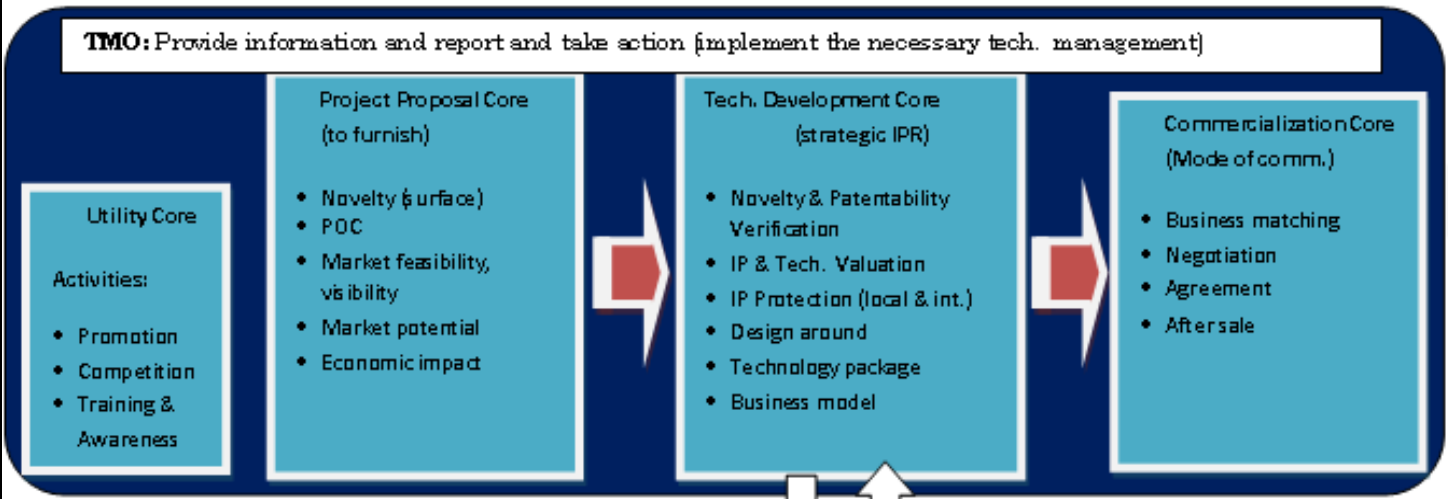 TMO: Provide information and report and take action (implement the necessary tech. management)
Utility Core
Activities:
• Promotion
• Competition
• Training &
Awareness
Project Proposal Core
(to furnish)
• Novelty (surface)
• POC
• Market feasibility,
visibility
• Market potential
• Economic impact
Tech. Development Core
(strategic IPR)
• Novelty & Patentability
Verification
• IP & Tech. Valuation
• IP Protection (local & int.)
• Design around
• Technology package
• Business model
Commercialization Core
(Mode of comm.)
• Business matching
• Negotiation
• Agreement
• After sale